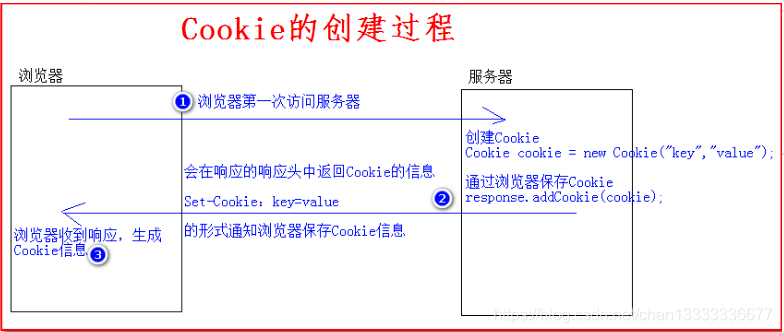 Cookie的创建过程
浏览器
服务器
1 浏览器第一次访问服务器
创建Cookie
Cookie cookie = new Cookie("key","value");
会在响应的响应头中返回Cookie的信息
通过浏览器保存Cookie
Set-Cookie: key=value
2
response.addCookie(cookie);
的形式通知浏览器保存Cookie信息
浏览器收到响应，生成
Cookie信息 3
https://blog.csdn.net/chen13333336677